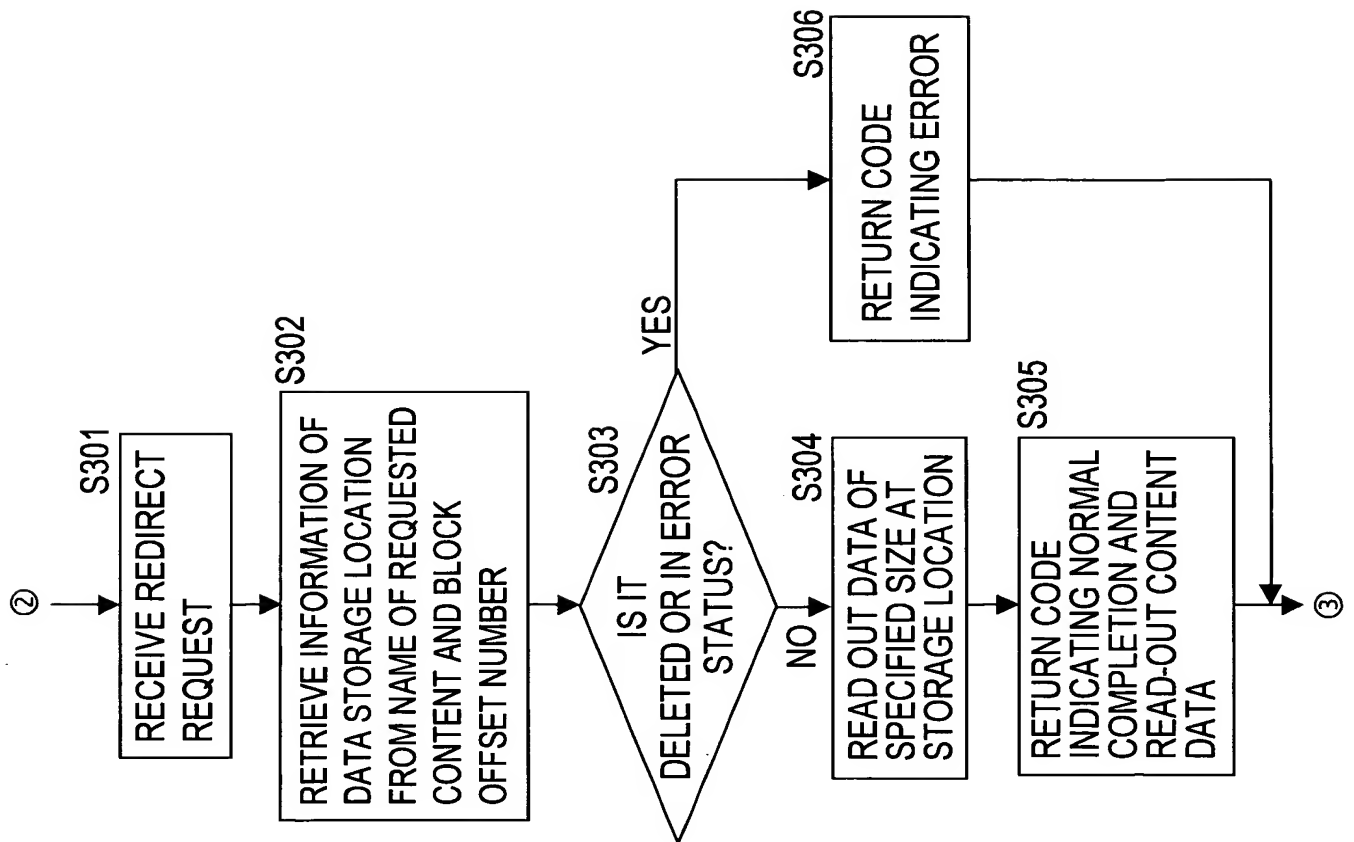 ②
S301
RECEIVE REDIRECT
REQUEST
S302
RETRIEVE INFORMATION OF
DATA STORAGE LOCATION
FROM NAME OF REQUESTED
CONTENT AND BLOCK
OFFSET NUMBER
S303
IS IT
DELETED OR IN ERROR
STATUS?
YES
NO
S304
READ OUT DATA OF
SPECIFIED SIZE AT
STORAGE LOCATION
S305
RETURN CODE
INDICATING NORMAL
COMPLETION AND
READ-OUT CONTENT
DATA
S306
RETURN CODE
INDICATING ERROR
③